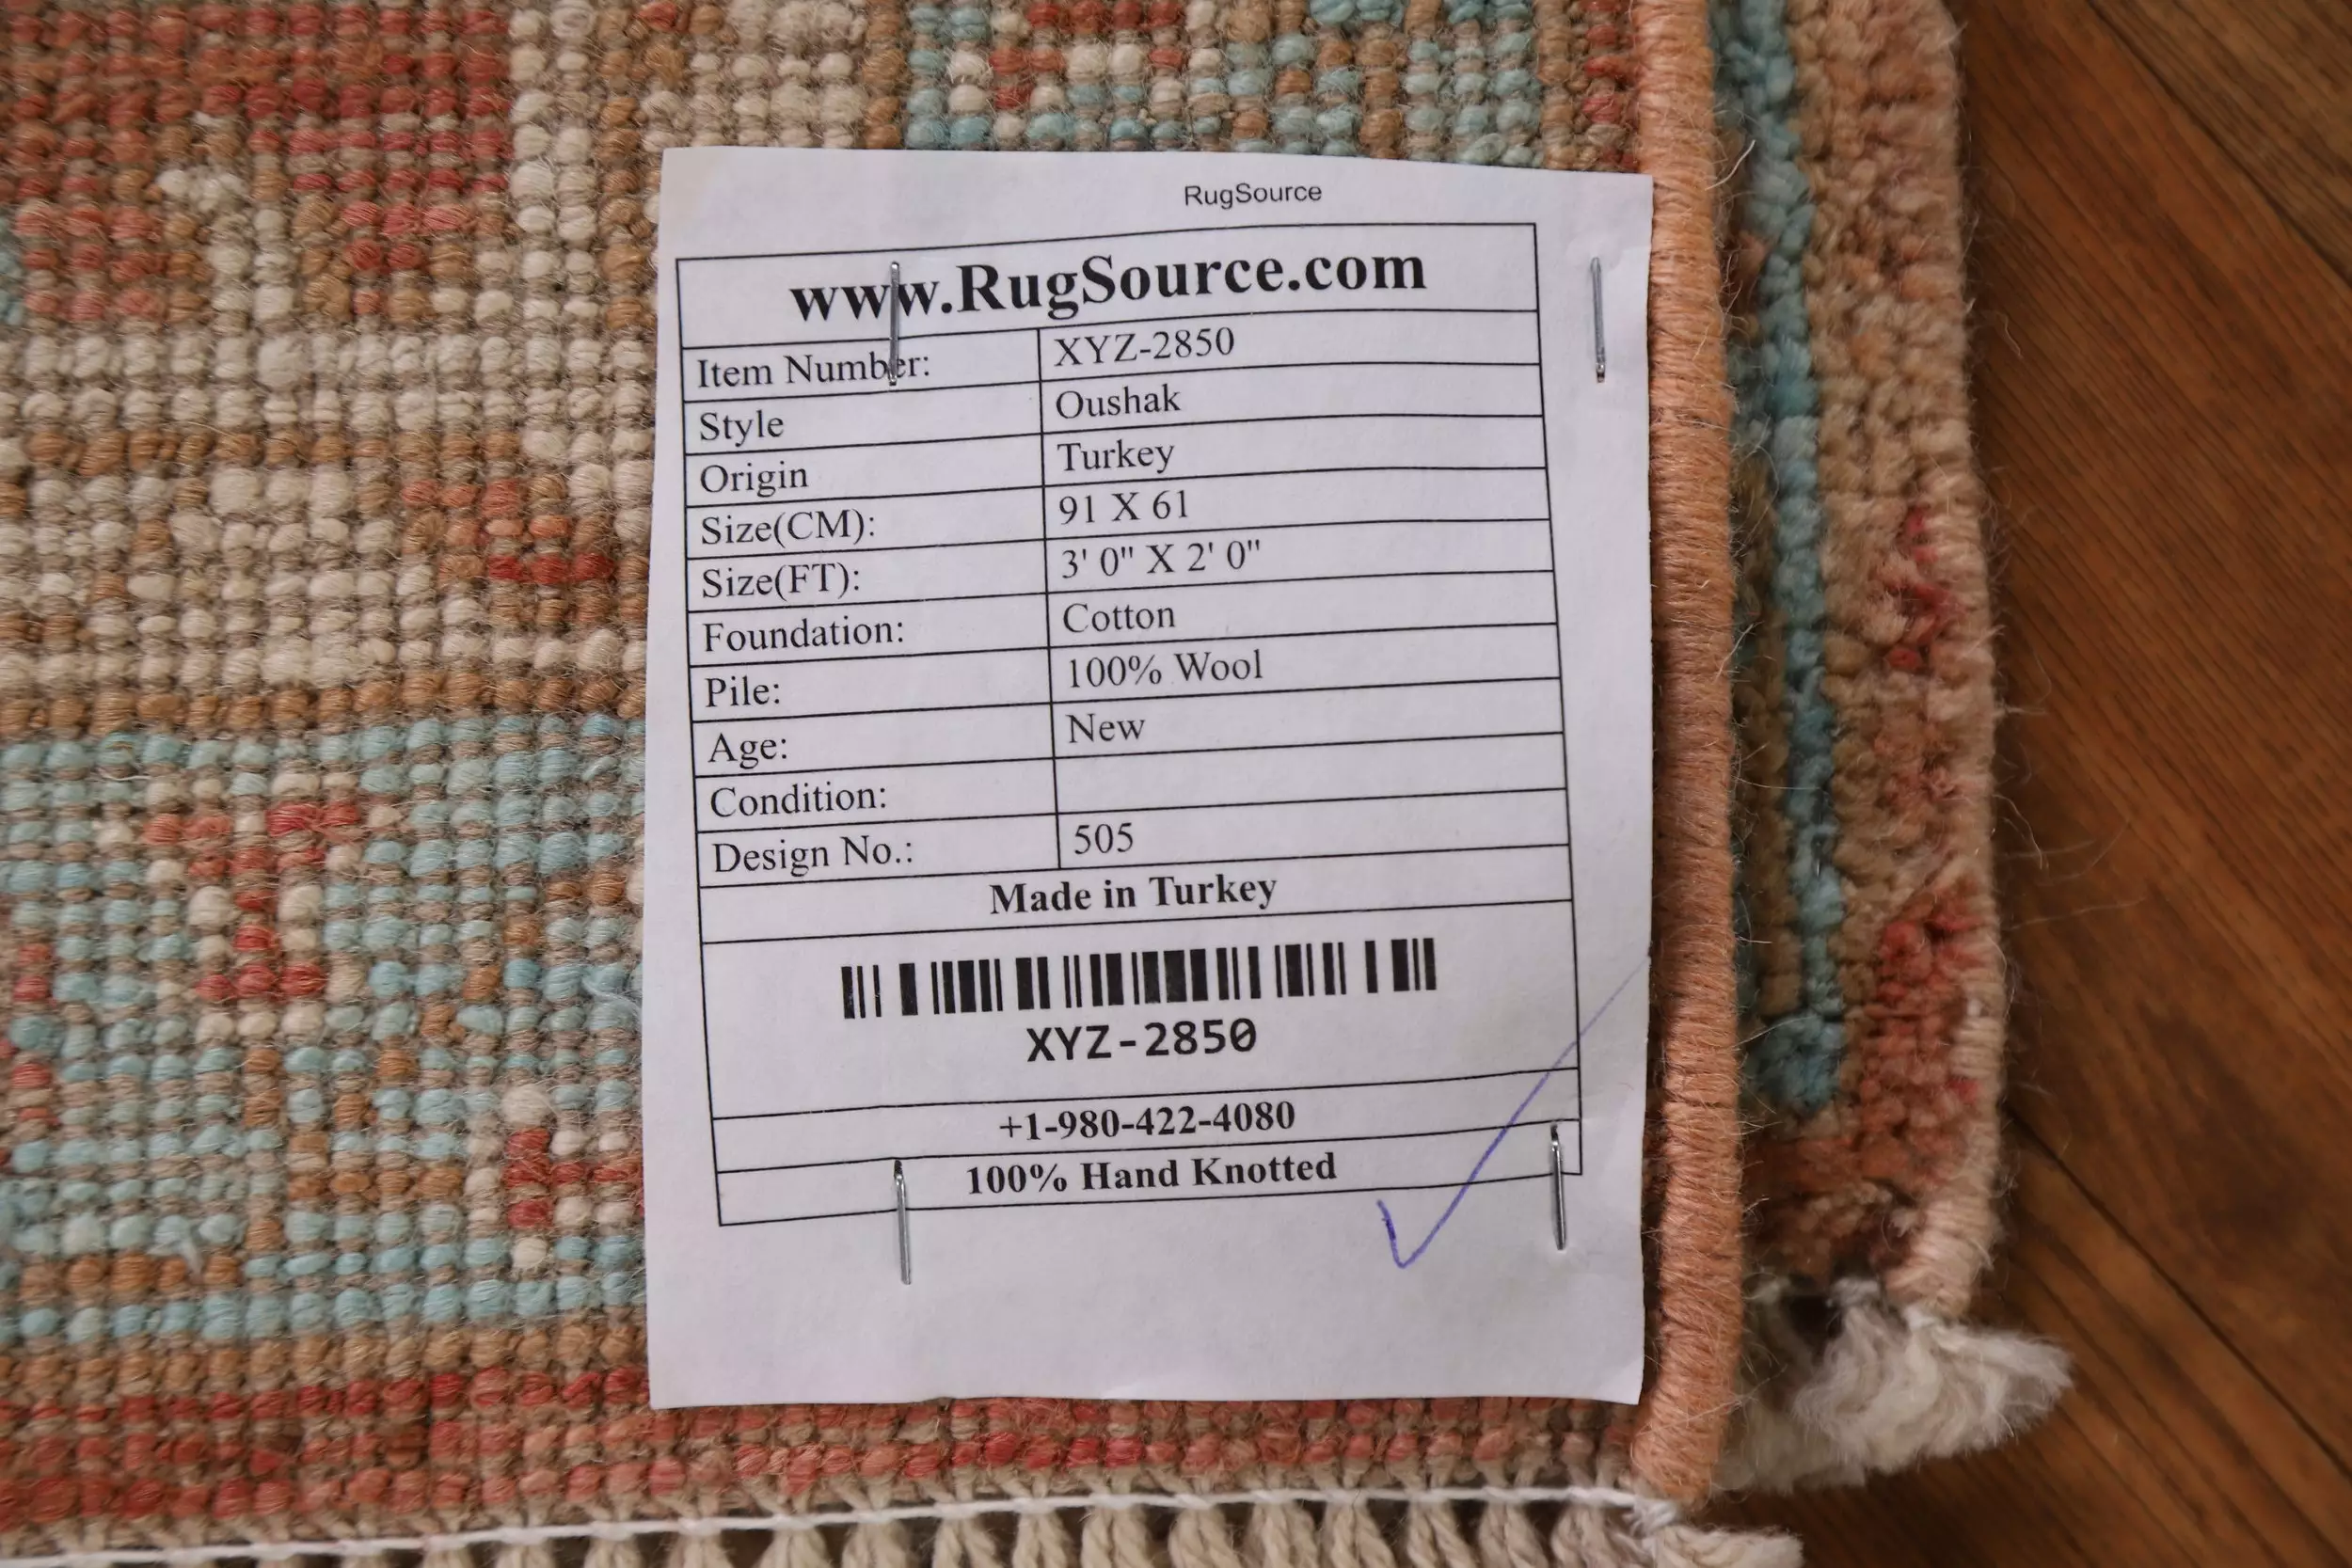 RugSource
www.RugSource.com
Item Number: XYZ-2850
Style Oushak
Origin Turkey
Size(CM): 91 X 61
Size(FT): 3' 0" X 2' 0"
Foundation: Cotton
Pile: 100% Wool
Age: New
Condition:
Design No.: 505
Made in Turkey
XYZ-2850
+1-980-422-4080
100% Hand Knotted